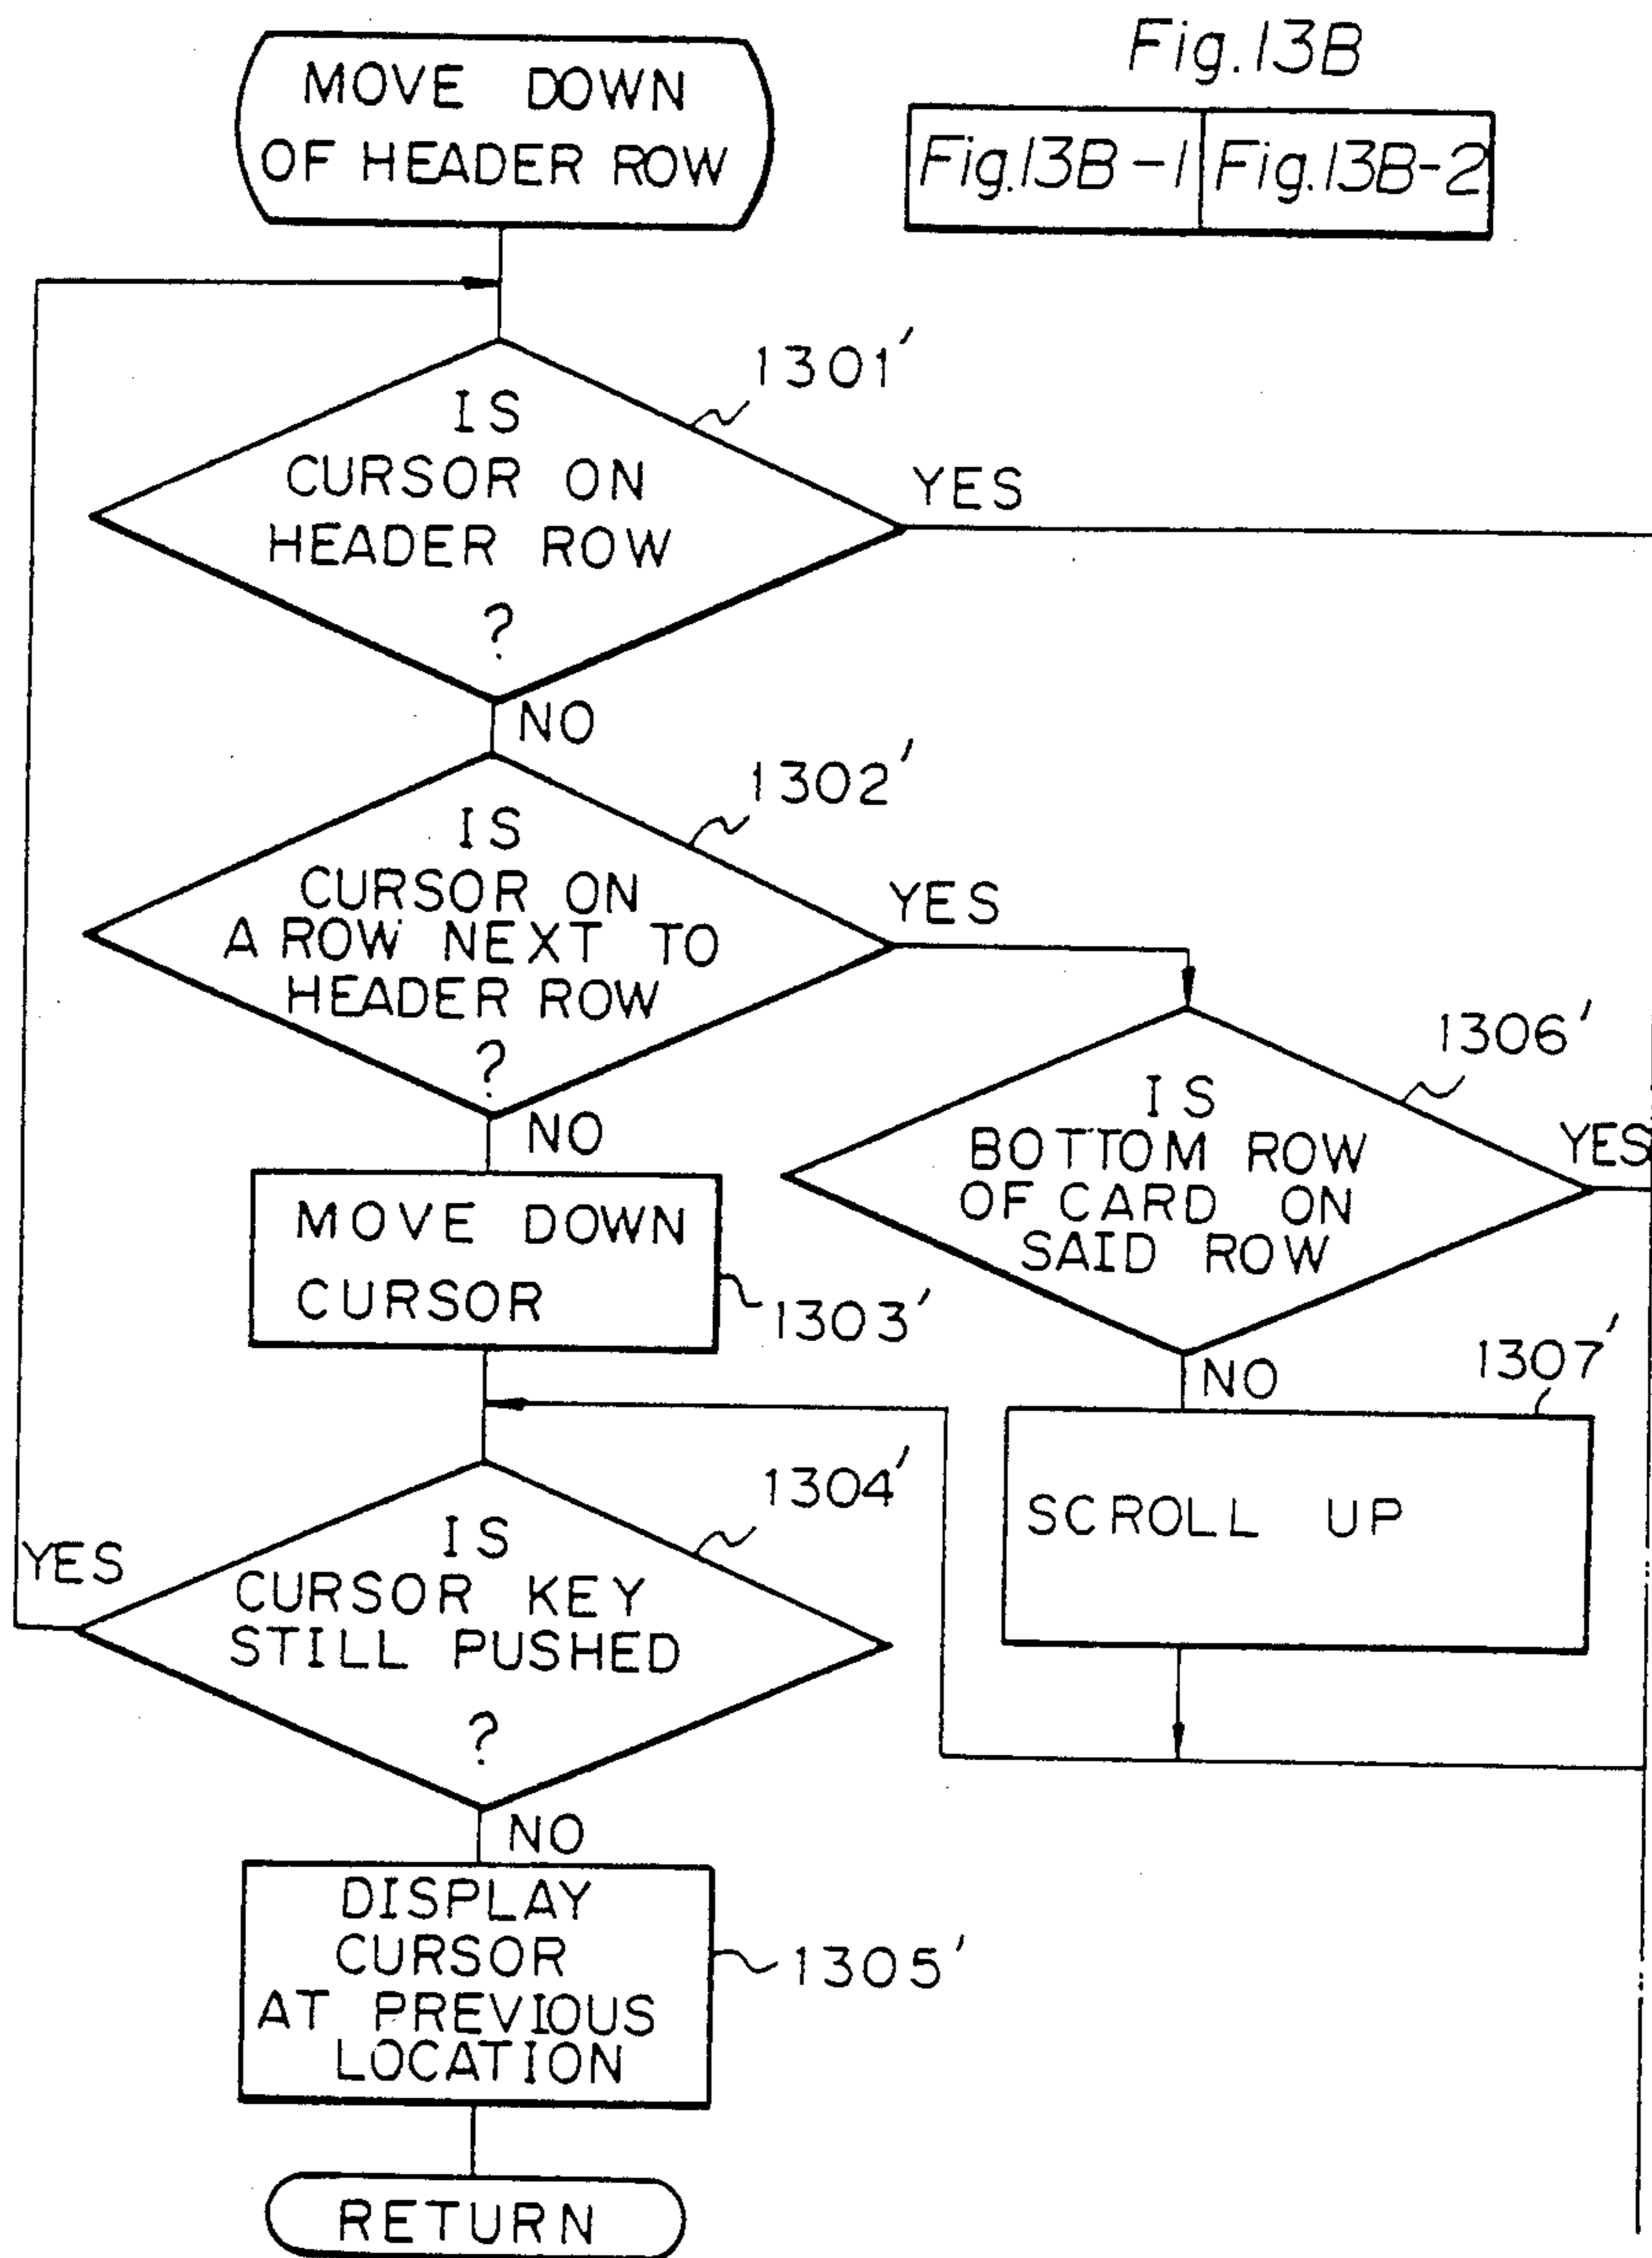 Fig.13B
Fig.13B-1 Fig.13B-2
MOVE DOWN
OF HEADER ROW
1301'
IS
CURSOR ON
HEADER ROW
?
YES
NO
1302'
IS
CURSOR ON
A ROW NEXT TO
HEADER ROW
?
YES
NO
1306'
IS
BOTTOM ROW
OF CARD ON
SAID ROW
YES
NO
MOVE DOWN
CURSOR
1303'
1307'
SCROLL UP
1304'
IS
CURSOR KEY
STILL PUSHED
?
YES
NO
DISPLAY
CURSOR
AT PREVIOUS
LOCATION
1305'
RETURN